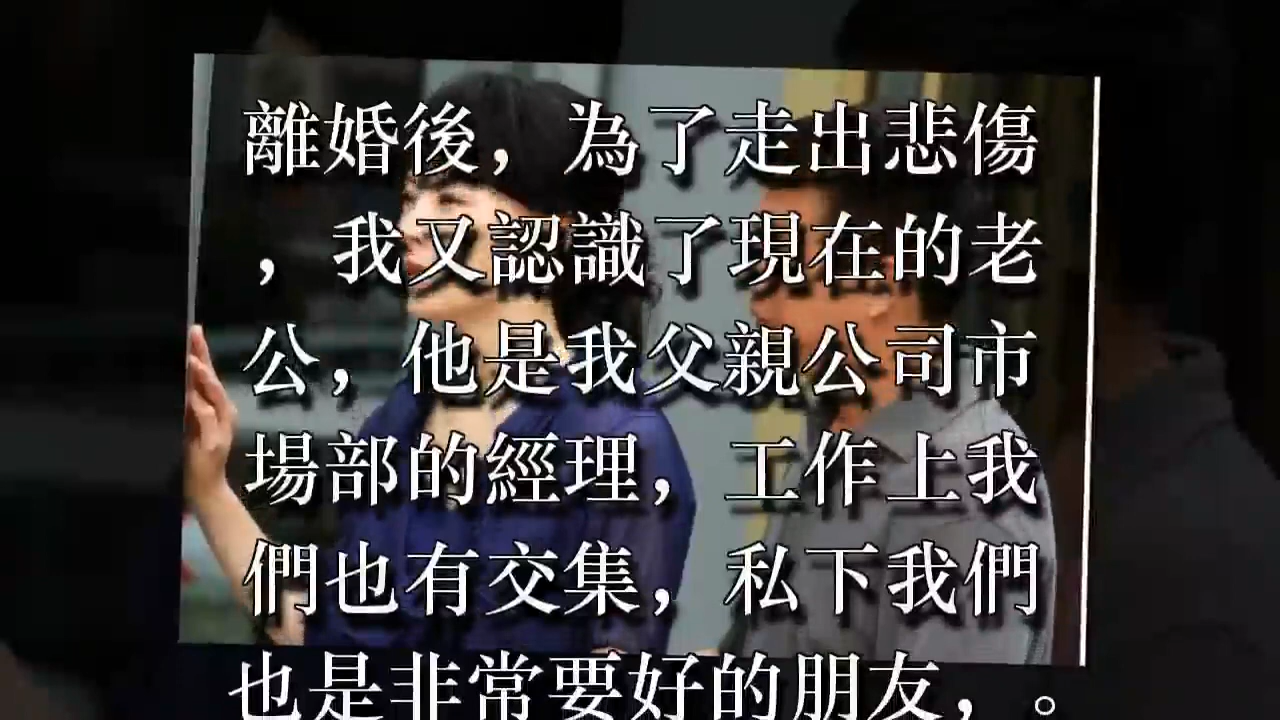 離婚後，為了走出悲傷
，我又認識了現在的老
公，他是我父親公司市
場部的經理，工作上我
們也有交集，私下我們
也是非常要好的朋友，。